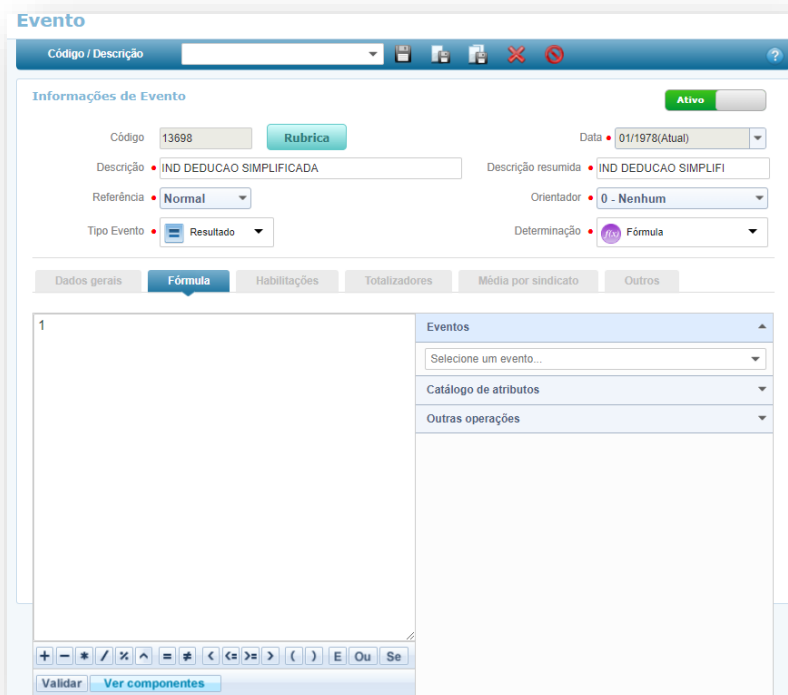 Evento
Código / Descrição
Informações de Evento
Ativo
Código 13698 Rubrica Data 01/1978(Atual)
Descrição IND DEDUCAO SIMPLIFICADA Descrição resumida IND DEDUCAO SIMPLIFI
Referência Normal Orientador 0 - Nenhum
Tipo Evento Resultado Determinação f(x) Fórmula
Dados gerais Fórmula Habilitações Totalizadores Média por sindicato Outros
1
Eventos
Selecione um evento...
Catálogo de atributos
Outras operações
+ − * / % ^ = ≠ < <= >= > ( ) E Ou Se
Validar Ver componentes